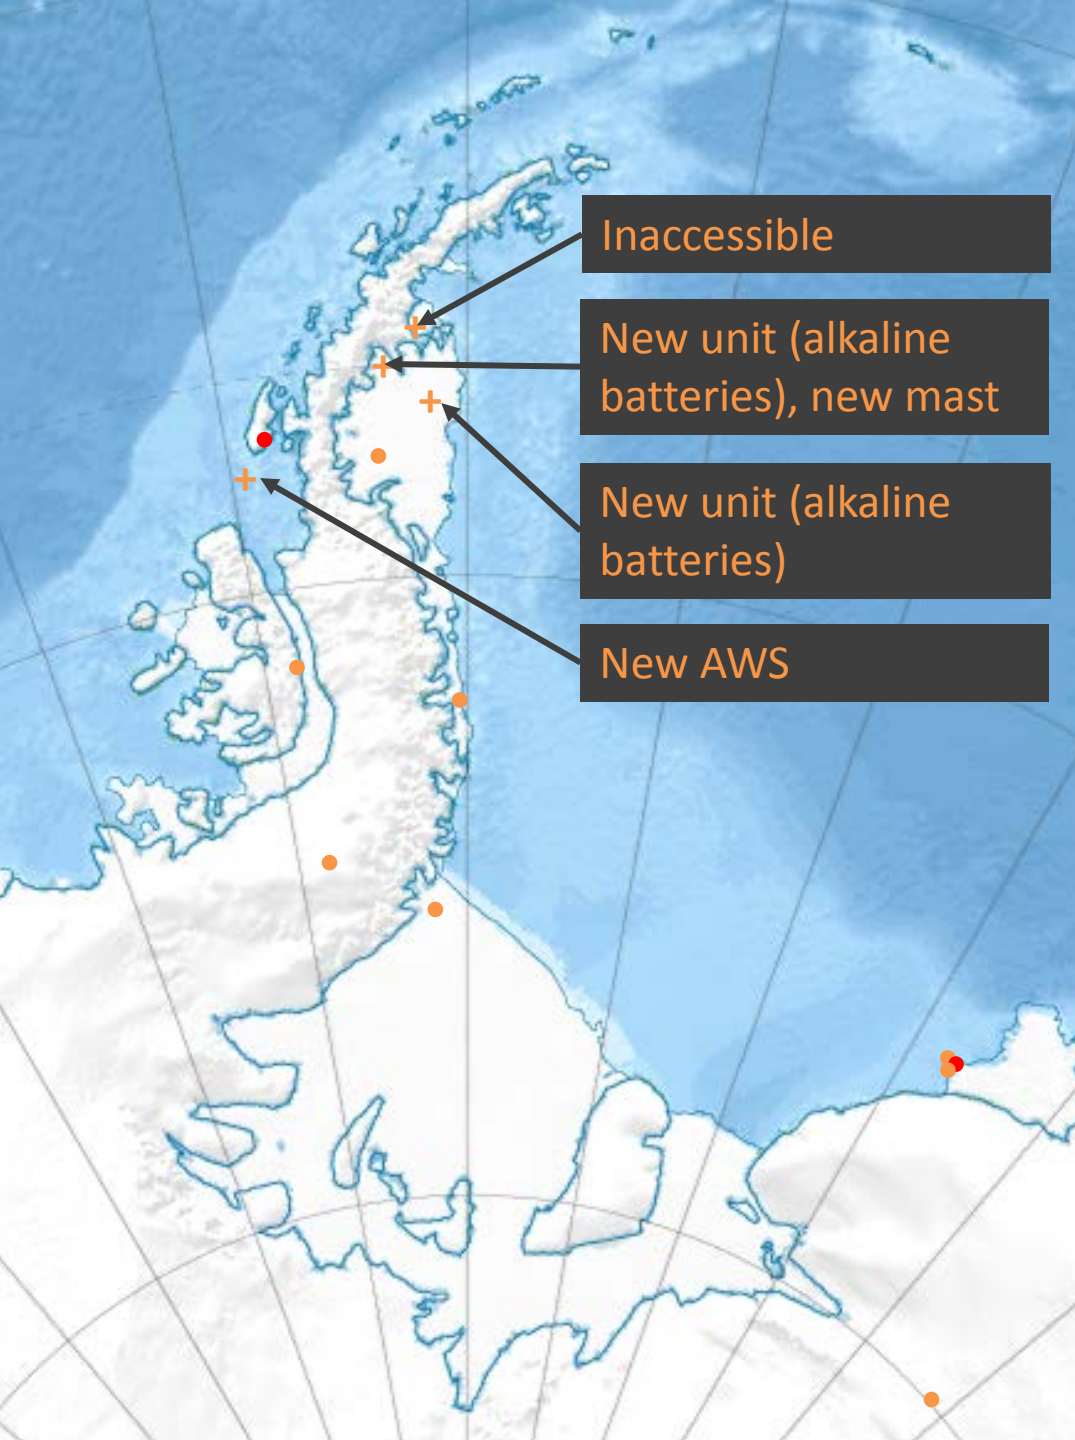 Inaccessible
New unit (alkaline
batteries), new mast
New unit (alkaline
batteries)
New AWS